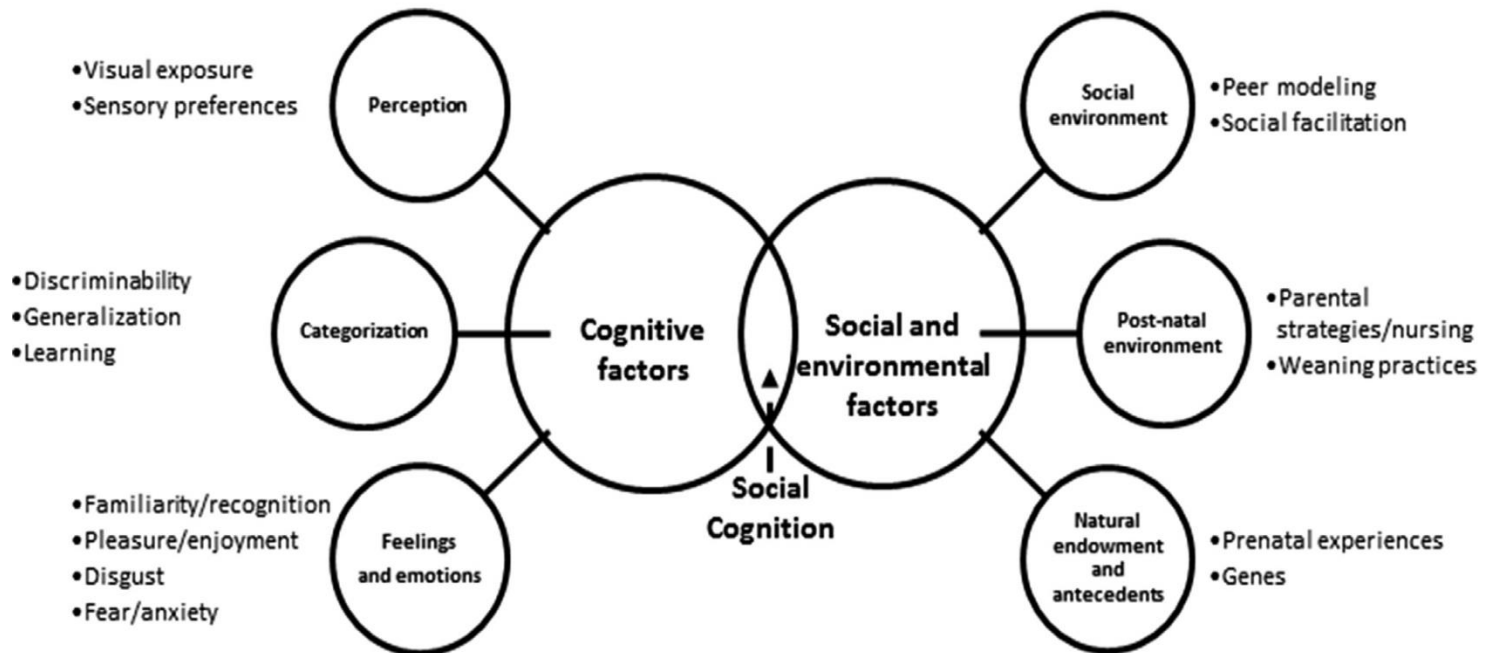 •Visual exposure
•Sensory preferences
Perception
•Discriminability
•Generalization
•Learning
Categorization
•Familiarity/recognition
•Pleasure/enjoyment
•Disgust
•Fear/anxiety
Feelings
and emotions
Cognitive
factors
Social and
environmental
factors
Social
Cognition
Social
environment
•Peer modeling
•Social facilitation
Post-natal
environment
•Parental
strategies/nursing
•Weaning practices
Natural
endowment
and
antecedents
•Prenatal experiences
•Genes